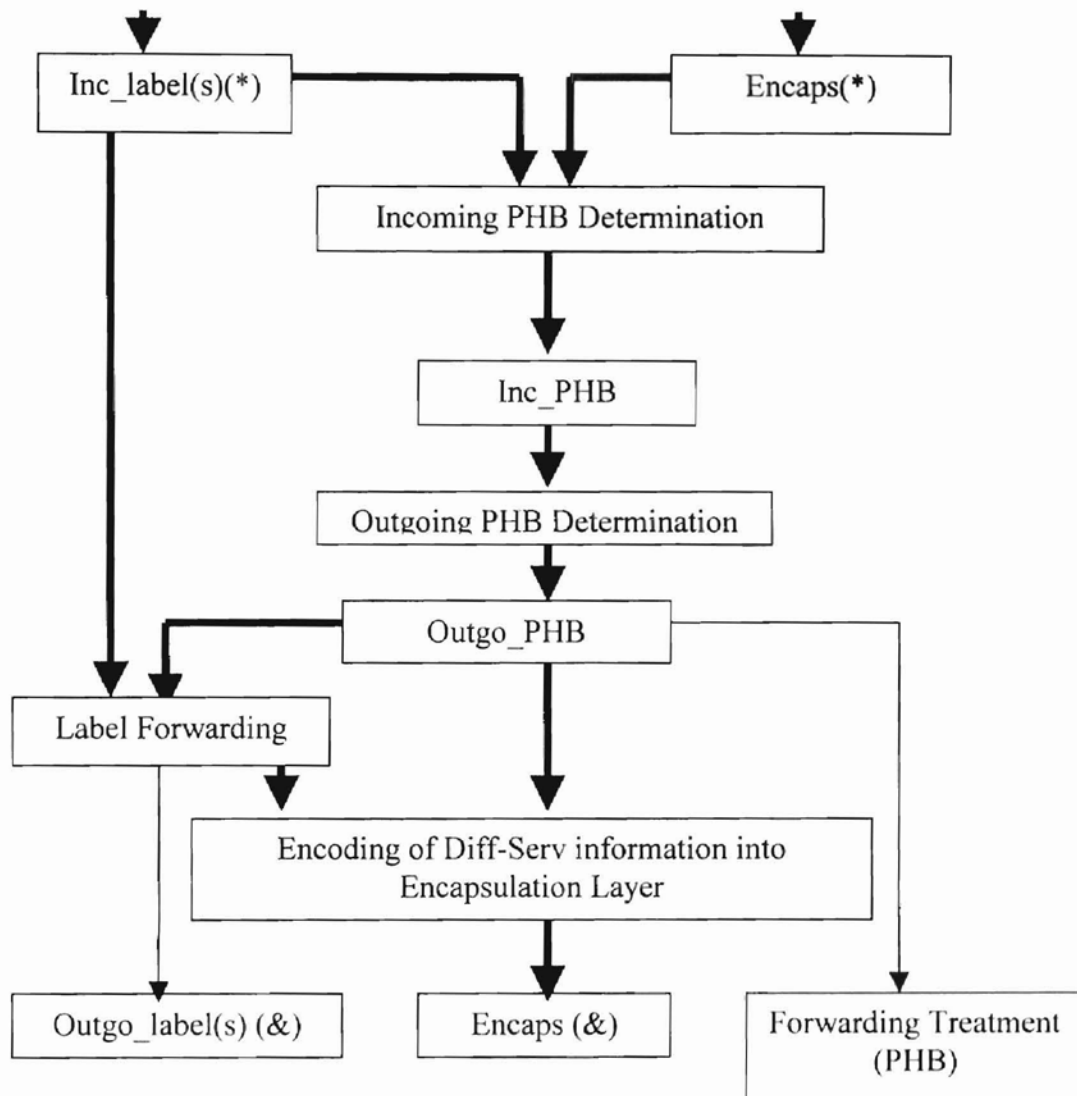 Inc_label(s)(*)
Encaps(*)
Incoming PHB Determination
Inc_PHB
Outgoing PHB Determination
Outgo_PHB
Label Forwarding
Encoding of Diff-Serv information into
Encapsulation Layer
Outgo_label(s) (&)
Encaps (&)
Forwarding Treatment
(PHB)